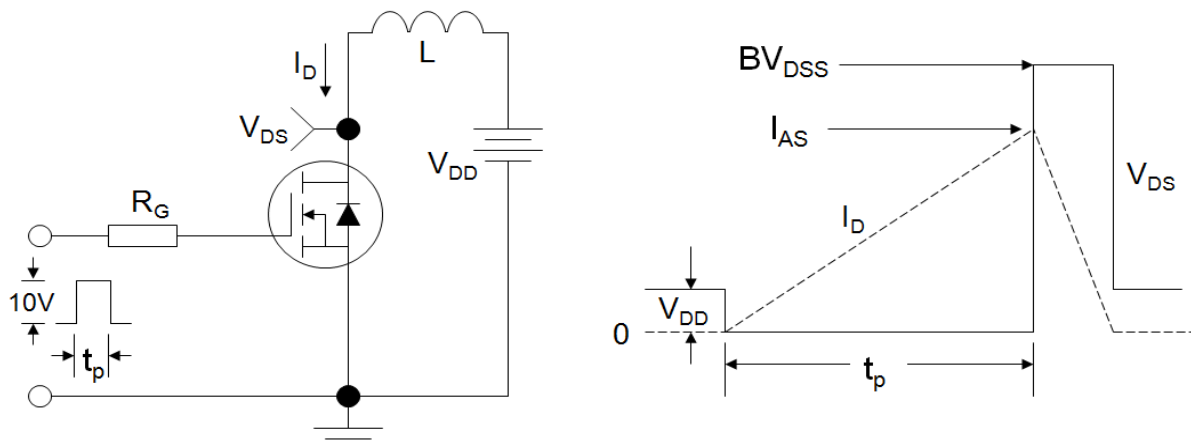 L
I_D
V_DS
V_DD
R_G
10V
t_p
BV_DSS
I_AS
V_DS
I_D
V_DD
0
t_p